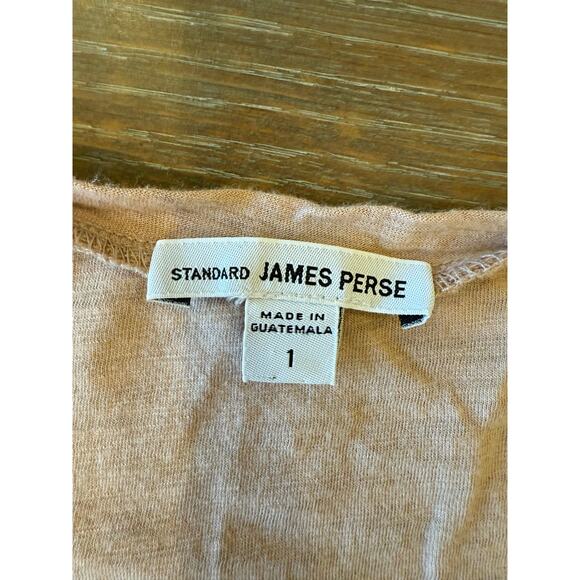 STANDARD JAMES PERSE
MADE IN
GUATEMALA
1